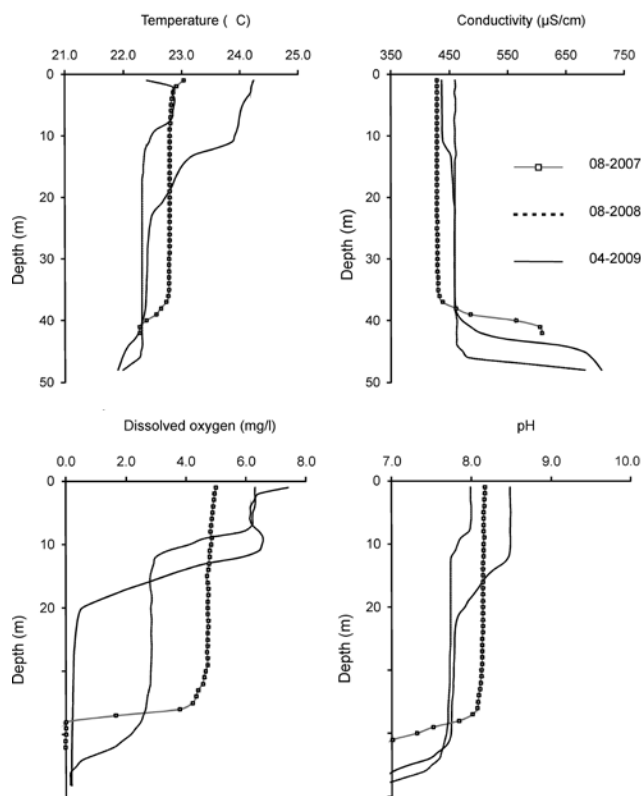 Temperature ( C)
21.0 22.0 23.0 24.0 25.0
0
10
20
30
40
50
Depth (m)
Conductivity (µS/cm)
350 450 550 650 750
0
10
20
30
40
50
Depth (m)
08-2007
08-2008
04-2009
Dissolved oxygen (mg/l)
0.0 2.0 4.0 6.0 8.0
0
10
20
Depth (m)
pH
7.0 8.0 9.0 10.0
0
10
20
Depth (m)